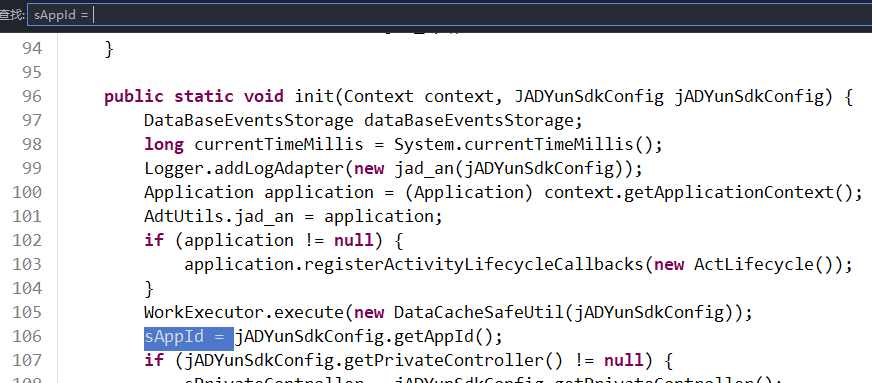 查找: sAppId =
94 }
95
96 public static void init(Context context, JADYunSdkConfig jADYunSdkConfig) {
97 DataBaseEventsStorage dataBaseEventsStorage;
98 long currentTimeMillis = System.currentTimeMillis();
99 Logger.addLogAdapter(new jad_an(jADYunSdkConfig));
100 Application application = (Application) context.getApplicationContext();
101 AdtUtils.jad_an = application;
102 if (application != null) {
103 application.registerActivityLifecycleCallbacks(new ActLifecycle());
104 }
105 WorkExecutor.execute(new DataCacheSafeUtil(jADYunSdkConfig));
106 sAppId = jADYunSdkConfig.getAppId();
107 if (jADYunSdkConfig.getPrivateController() != null) {